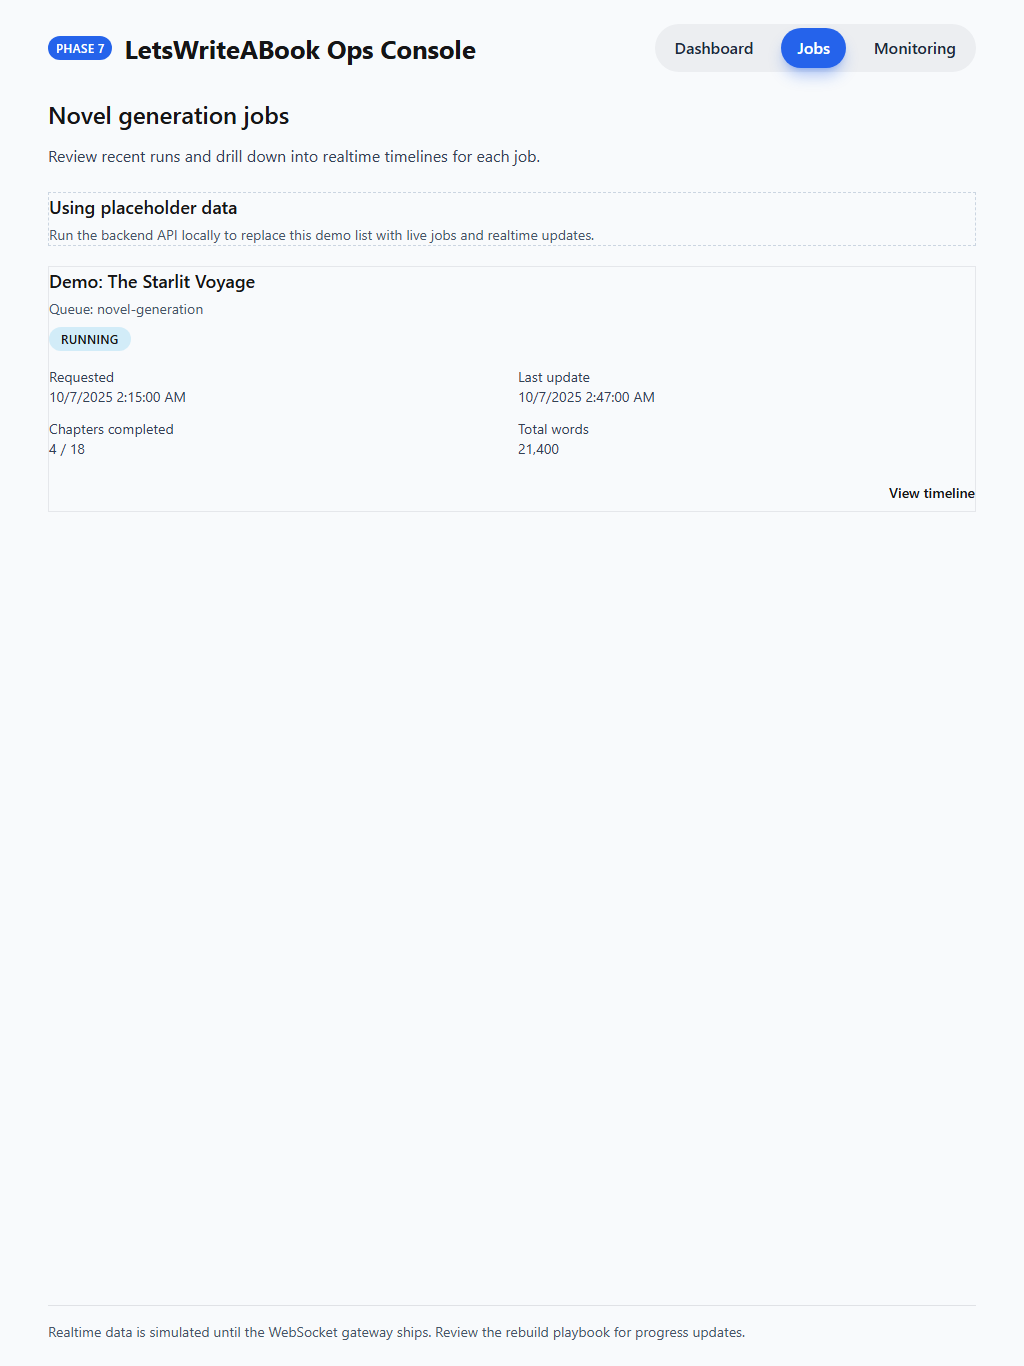 PHASE 7 LetsWriteABook Ops Console Dashboard Jobs Monitoring
Novel generation jobs
Review recent runs and drill down into realtime timelines for each job.
Using placeholder data
Run the backend API locally to replace this demo list with live jobs and realtime updates.
Demo: The Starlit Voyage
Queue: novel-generation
RUNNING
Requested Last update
10/7/2025 2:15:00 AM 10/7/2025 2:47:00 AM
Chapters completed Total words
4 / 18 21,400
View timeline
Realtime data is simulated until the WebSocket gateway ships. Review the rebuild playbook for progress updates.